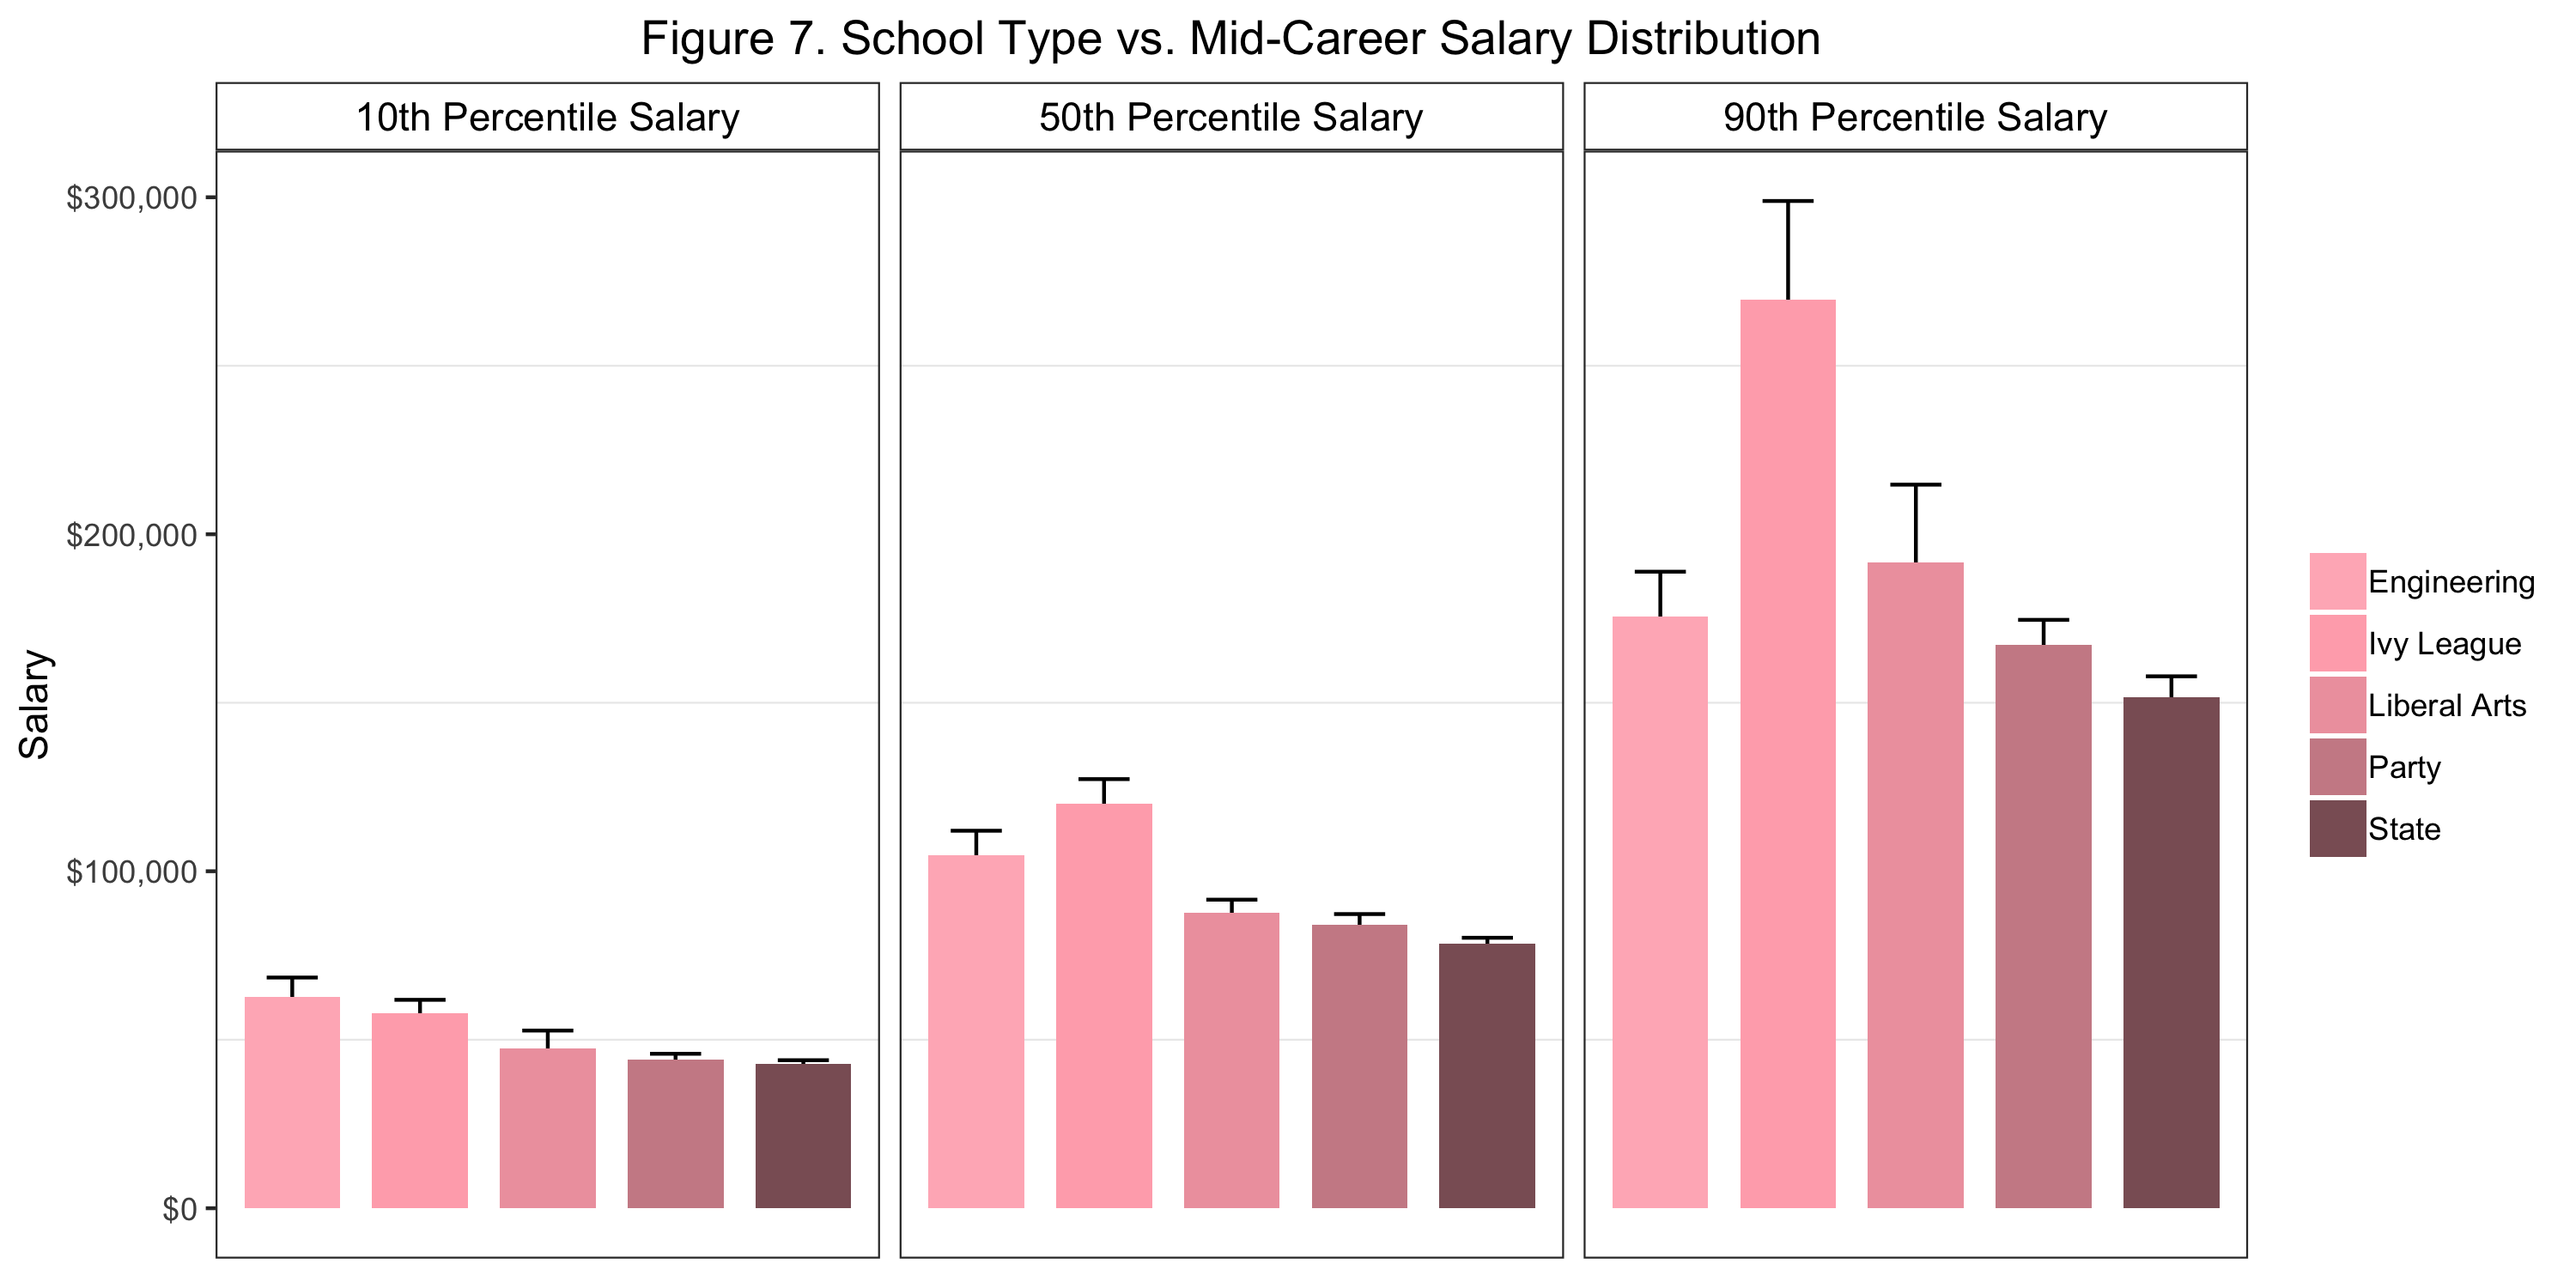 Figure 7. School Type vs. Mid-Career Salary Distribution
10th Percentile Salary
50th Percentile Salary
90th Percentile Salary
$300,000
$200,000
$100,000
$0
Salary
Engineering
Ivy League
Liberal Arts
Party
State